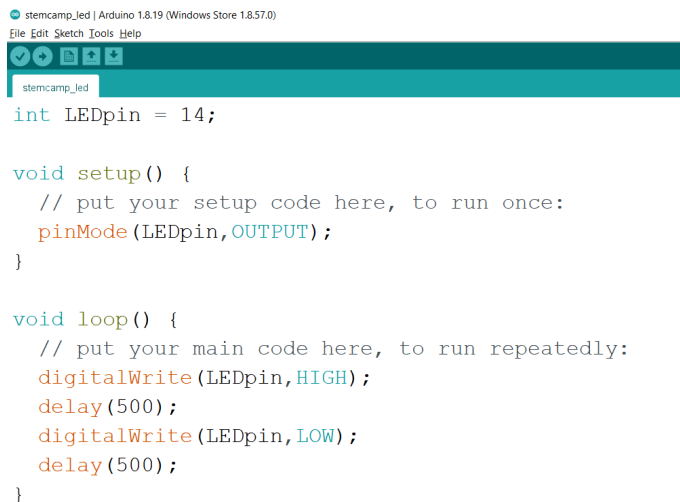 stemcamp_led | Arduino 1.8.19 (Windows Store 1.8.57.0)
File Edit Sketch Tools Help
stemcamp_led
int LEDpin = 14;
void setup() {
// put your setup code here, to run once:
pinMode(LEDpin,OUTPUT);
}
void loop() {
// put your main code here, to run repeatedly:
digitalWrite(LEDpin,HIGH);
delay(500);
digitalWrite(LEDpin,LOW);
delay(500);
}